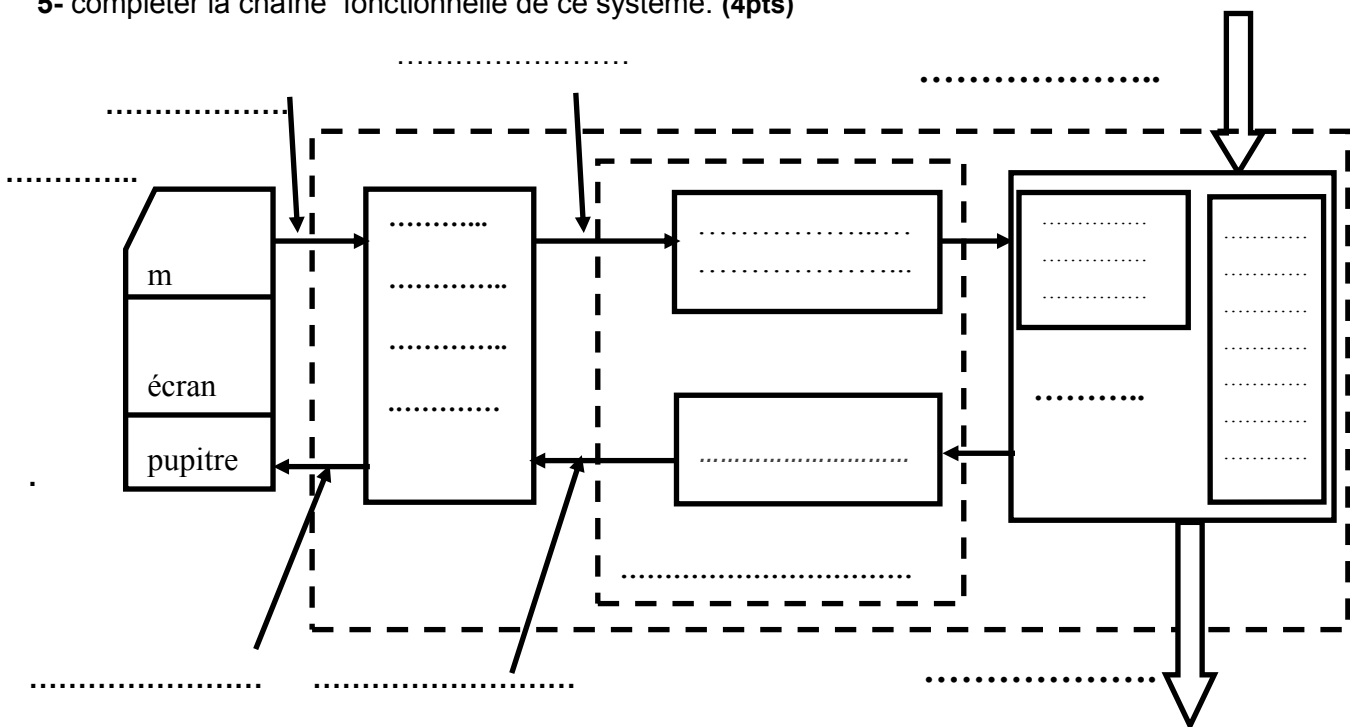 5- compléter la chaîne fonctionnelle de ce système. (4pts)
m
écran
pupitre